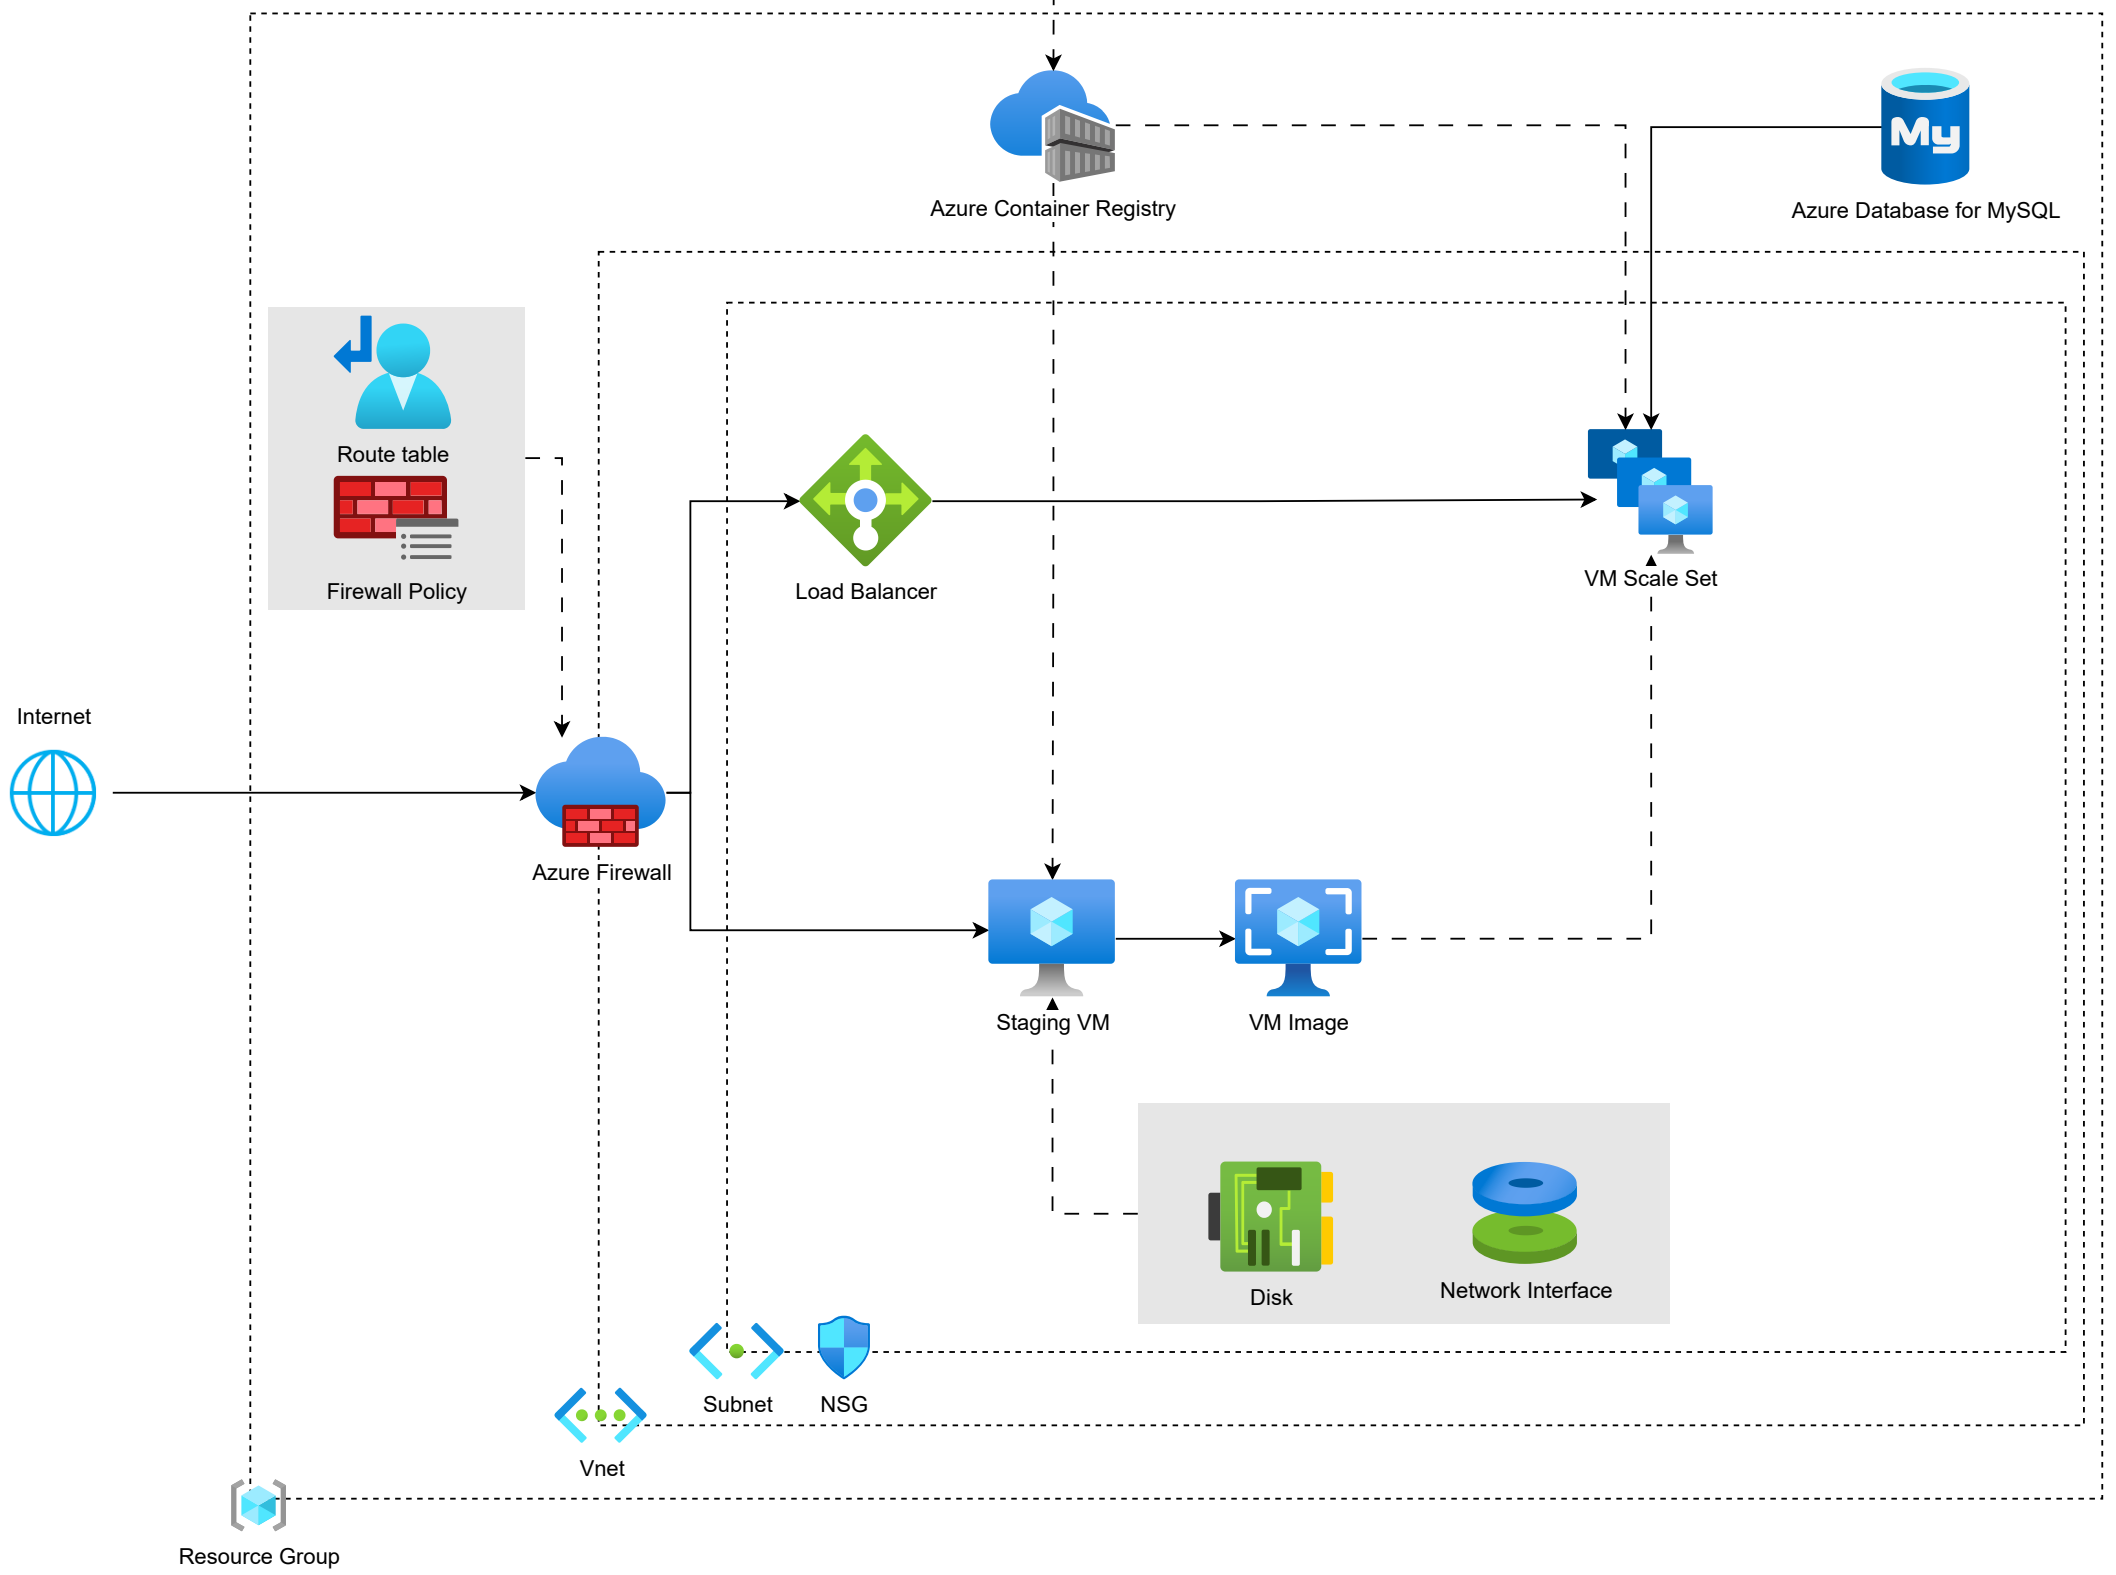 My
Azure Container Registry
Azure Database for MySQL
Route table
Firewall Policy
Load Balancer
VM Scale Set
Internet
Azure Firewall
Staging VM
VM Image
Disk
Network Interface
Subnet
NSG
Vnet
Resource Group